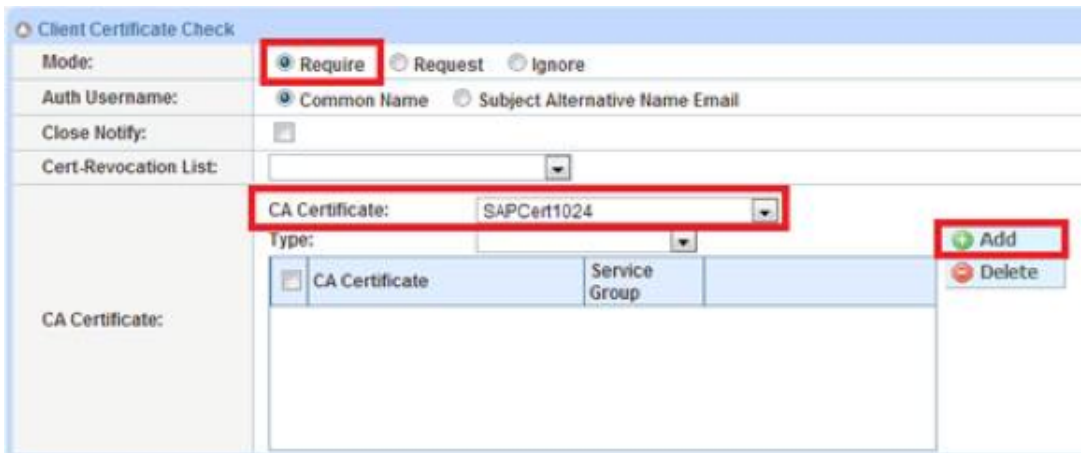 Client Certificate Check
Mode: Require Request Ignore
Auth Username: Common Name Subject Alternative Name Email
Close Notify:
Cert-Revocation List:
CA Certificate: SAPCert1024
Type:
Add
CA Certificate Service Group
Delete
CA Certificate: